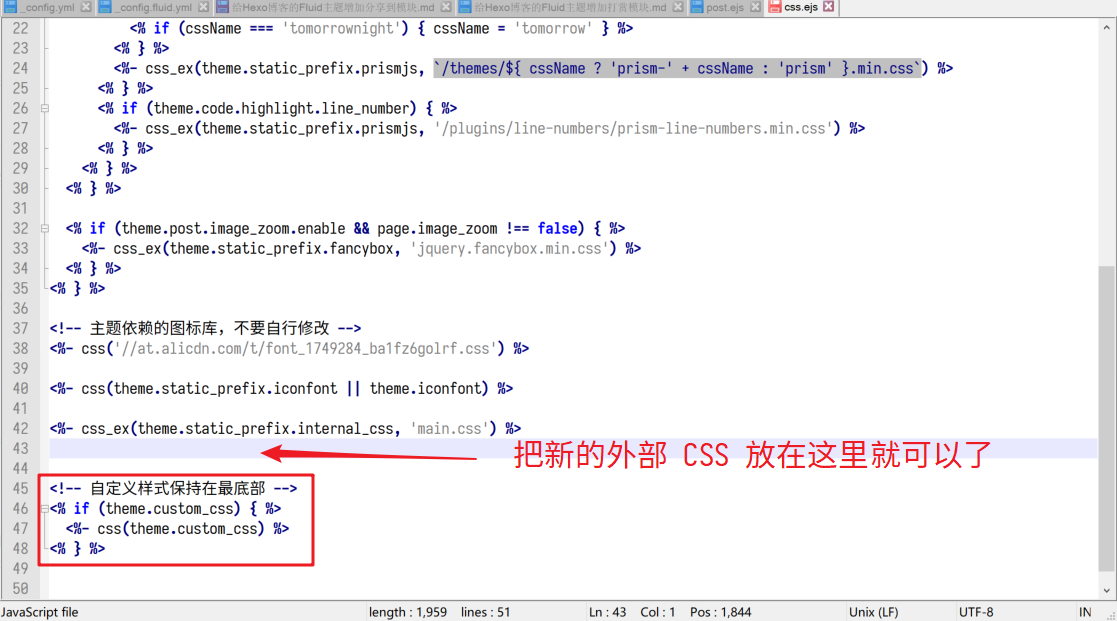 _config.yml _config.fluid.yml 给Hexo博客的Fluid主题增加分享到模块.md 给Hexo博客的Fluid主题增加打赏模块.md post.ejs css.ejs
22 <% if (cssName === 'tomorrownight') { cssName = 'tomorrow' } %>
23 <% } %>
24 <%- css_ex(theme.static_prefix.prismjs, `/themes/${ cssName ? 'prism-' + cssName : 'prism' }.min.css`) %>
25 <% } %>
26 <% if (theme.code.highlight.line_number) { %>
27 <%- css_ex(theme.static_prefix.prismjs, '/plugins/line-numbers/prism-line-numbers.min.css') %>
28 <% } %>
29 <% } %>
30 <% } %>
31
32 <% if (theme.post.image_zoom.enable && page.image_zoom !== false) { %>
33 <%- css_ex(theme.static_prefix.fancybox, 'jquery.fancybox.min.css') %>
34 <% } %>
35 <% } %>
36
37 <!-- 主题依赖的图标库，不要自行修改 -->
38 <%- css('//at.alicdn.com/t/font_1749284_ba1fz6golrf.css') %>
39
40 <%- css(theme.static_prefix.iconfont || theme.iconfont) %>
41
42 <%- css_ex(theme.static_prefix.internal_css, 'main.css') %>
43 把新的外部 CSS 放在这里就可以了
44
45 <!-- 自定义样式保持在最底部 -->
46 <% if (theme.custom_css) { %>
47 <%- css(theme.custom_css) %>
48 <% } %>
49
50
JavaScript file length : 1,959 lines : 51 Ln : 43 Col : 1 Pos : 1,844 Unix (LF) UTF-8 IN